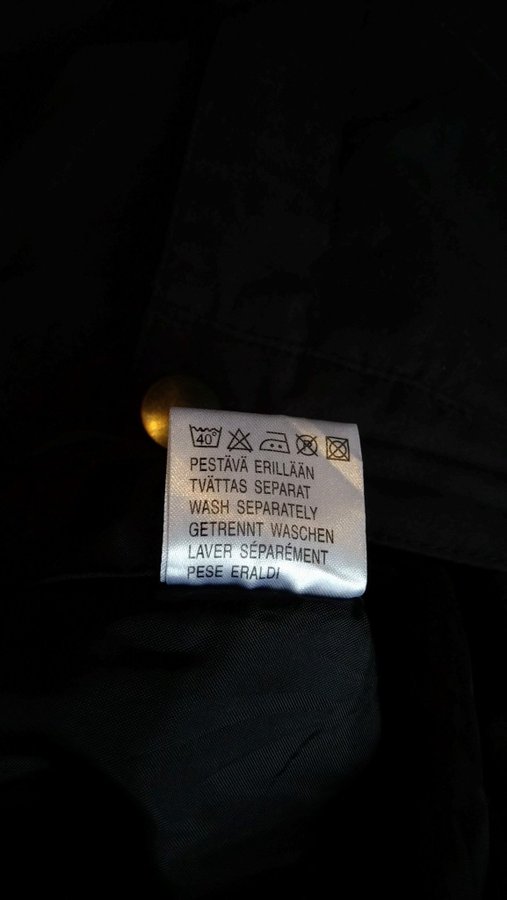 40°
PESTÄVÄ ERILLÄÄN
TVÄTTAS SEPARAT
WASH SEPARATELY
GETRENNT WASCHEN
LAVER SÉPARÉMENT
PESE ERALDI